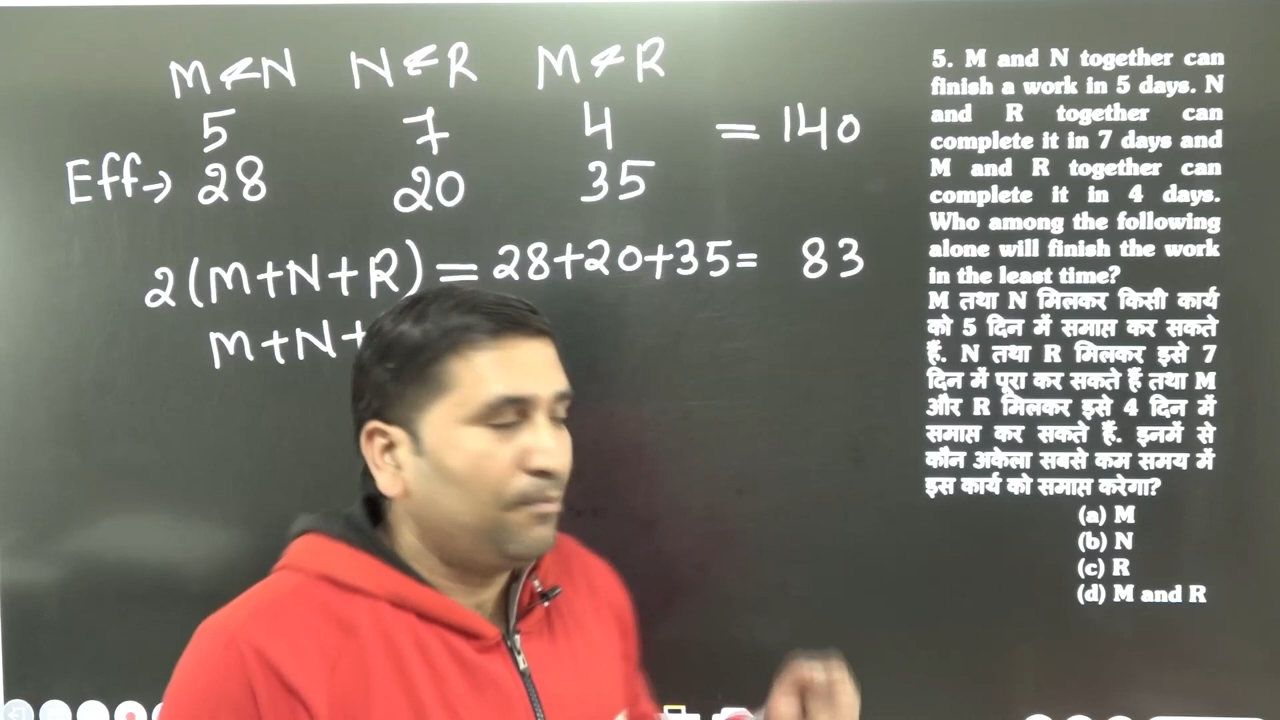 M & N N & R M & R
5 7 4 = 140
Eff→ 28 20 35
2(M+N+R) = 28+20+35= 83
M+N+
5. M and N together can
finish a work in 5 days. N
and R together can
complete it in 7 days and
M and R together can
complete it in 4 days.
Who among the following
alone will finish the work
in the least time?
M तथा N मिलकर किसी कार्य
को 5 दिन में समाप्त कर सकते
हैं. N तथा R मिलकर इसे 7
दिन में पूरा कर सकते हैं तथा M
और R मिलकर इसे 4 दिन में
समाप्त कर सकते हैं. इनमें से
कौन अकेला सबसे कम समय में
इस कार्य को समाप्त करेगा?
(a) M
(b) N
(c) R
(d) M and R